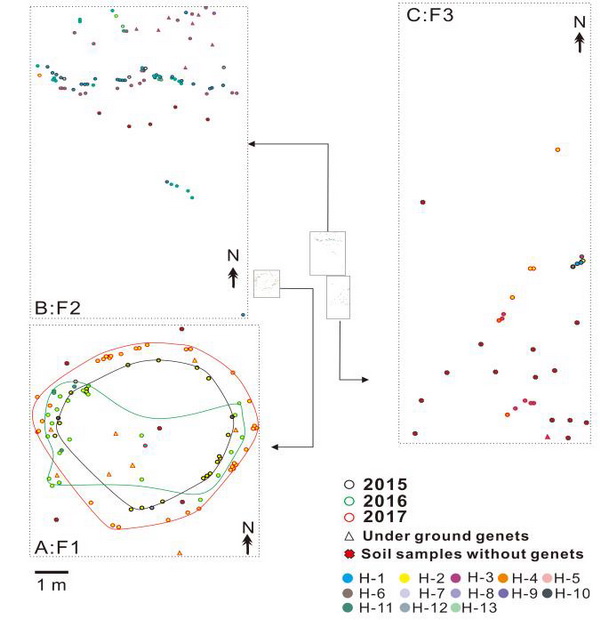 C:F3
N
N
B:F2
A:F1
N
1 m
2015
2016
2017
Under ground genets
Soil samples without genets
H-1 H-2 H-3 H-4 H-5
H-6 H-7 H-8 H-9 H-10
H-11 H-12 H-13